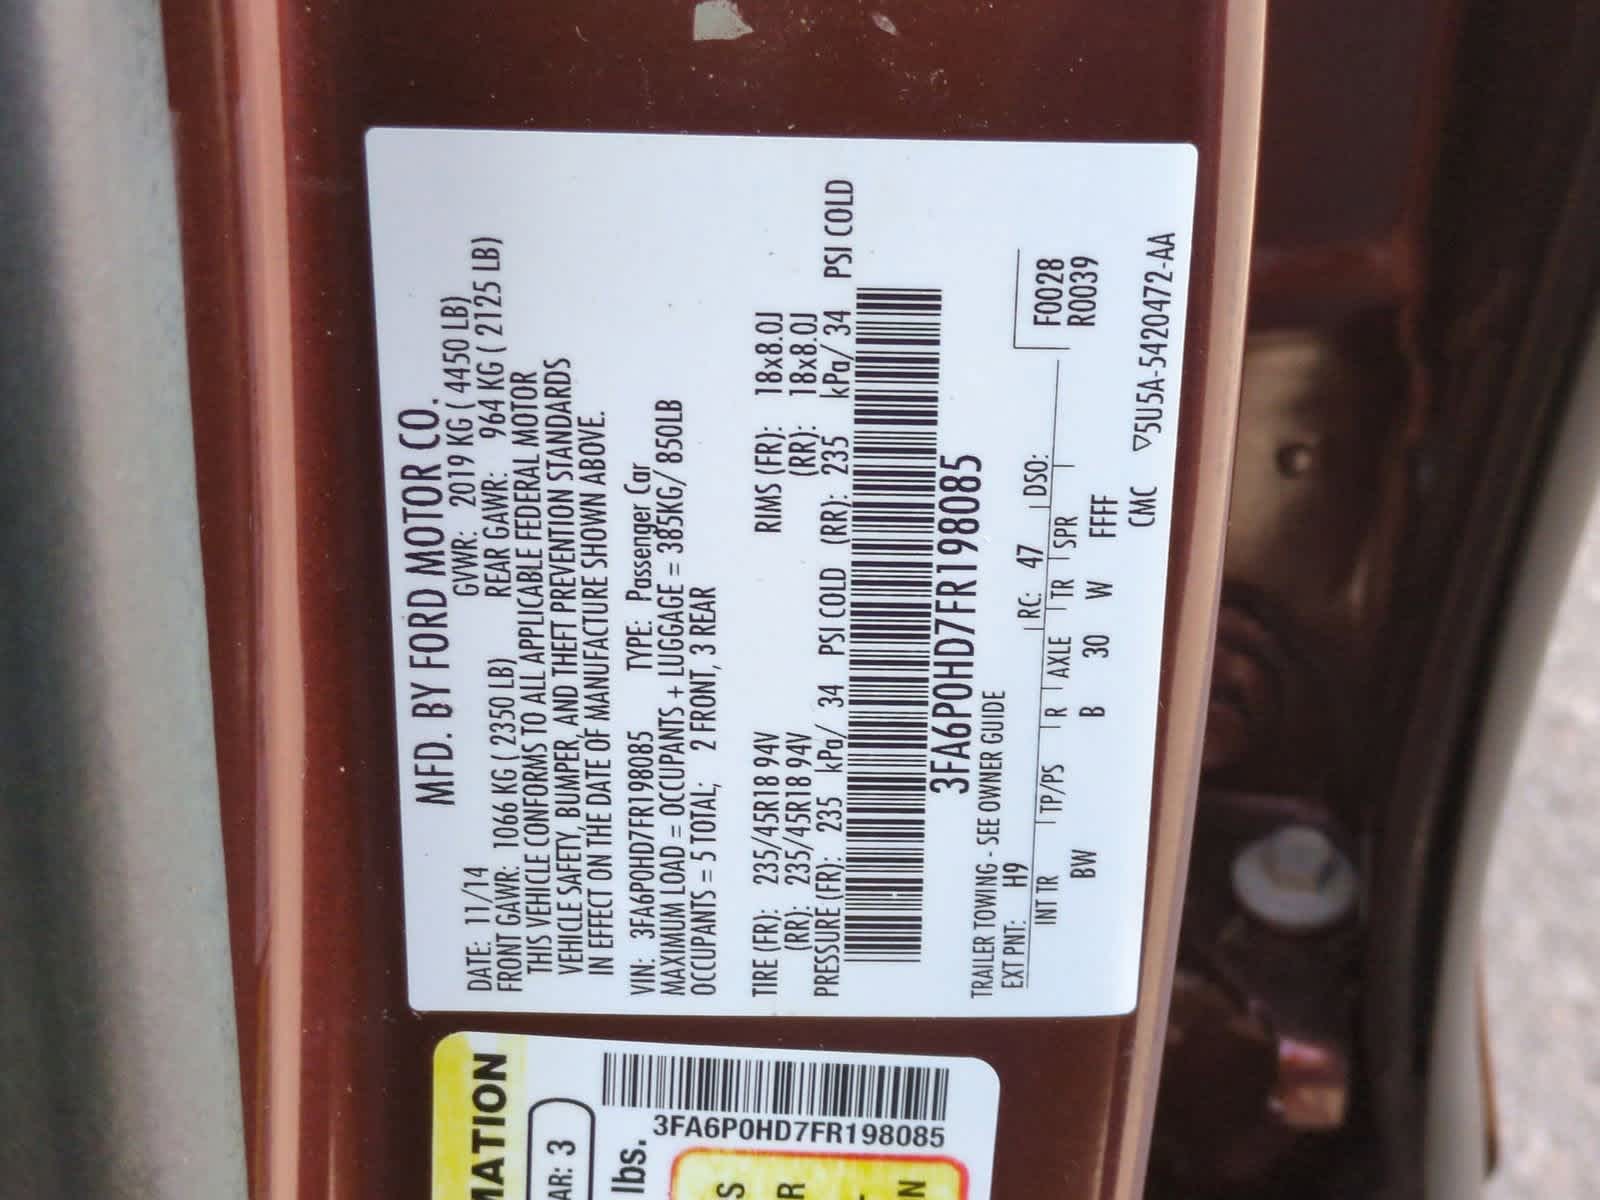 MFD. BY FORD MOTOR CO.
DATE: 11/14 GVWR: 2019 KG ( 4450 LB)
FRONT GAWR: 1066 KG ( 2350 LB) REAR GAWR: 964 KG ( 2125 LB)
THIS VEHICLE CONFORMS TO ALL APPLICABLE FEDERAL MOTOR
VEHICLE SAFETY, BUMPER, AND THEFT PREVENTION STANDARDS
IN EFFECT ON THE DATE OF MANUFACTURE SHOWN ABOVE.
VIN: 3FA6P0HD7FR198085 TYPE: Passenger Car
MAXIMUM LOAD = OCCUPANTS + LUGGAGE = 385KG/ 850LB
OCCUPANTS = 5 TOTAL; 2 FRONT, 3 REAR
TIRE (FR): 235/45R18 94V RIMS (FR): 18x8.0J
(RR): 235/45R18 94V (RR): 18x8.0J
PRESSURE (FR): 235 kPa/ 34 PSI COLD (RR): 235 kPa/ 34 PSI COLD
3FA6P0HD7FR198085
TRAILER TOWING - SEE OWNER GUIDE
EXT PNT: H9 RC: 47 DSO: F0028
R0039
INT TR TP/PS R AXLE TR SPR
BW B 30 W FFFF
CMC ▽5U5A-5420472-AA
MATION
AR: 3
lbs.
3FA6P0HD7FR198085
S
R
N